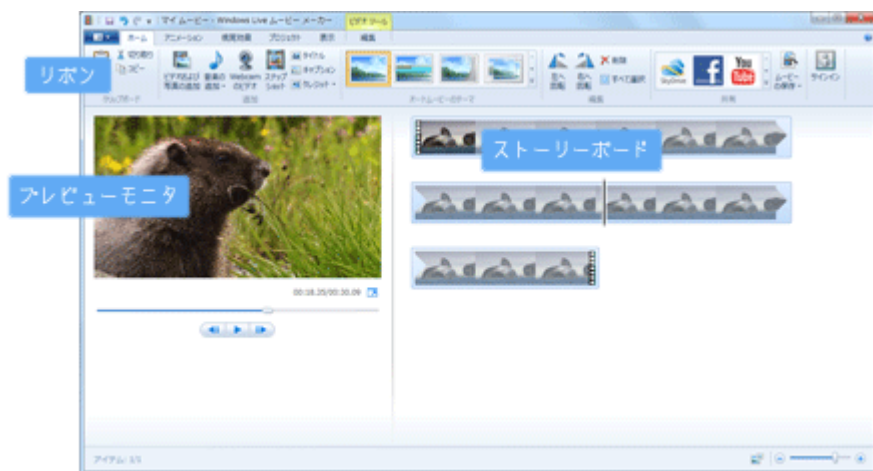 マイ ムービー - Windows Live ムービー メーカー
ビデオ ツール
ホーム アニメーション 視覚効果 プロジェクト 表示 編集
リボン
切り取り
コピー
クリップボード
ビデオおよび 写真の追加
音楽の 追加
Webcam のビデオ
スナップ ショット
タイトル
キャプション
クレジット
追加
オートムービーのテーマ
左へ 回転
右へ 回転
削除
すべて選択
編集
SkyDrive
f
You Tube
共有
ムービー の保存
サインイン
ストーリーボード
プレビューモニタ
00:18.35/00:30.09
アイテム: 1/1